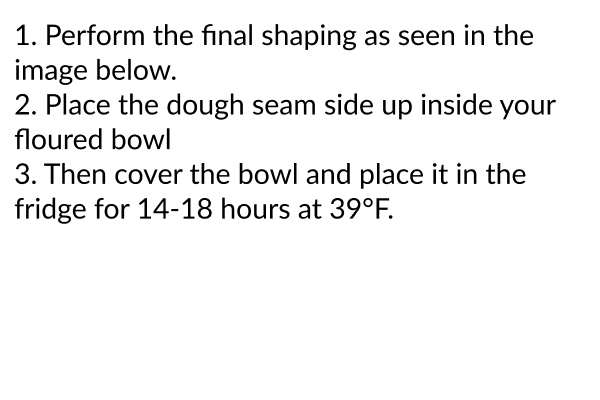 1. Perform the final shaping as seen in the
image below.
2. Place the dough seam side up inside your
floured bowl
3. Then cover the bowl and place it in the
fridge for 14-18 hours at 39°F.